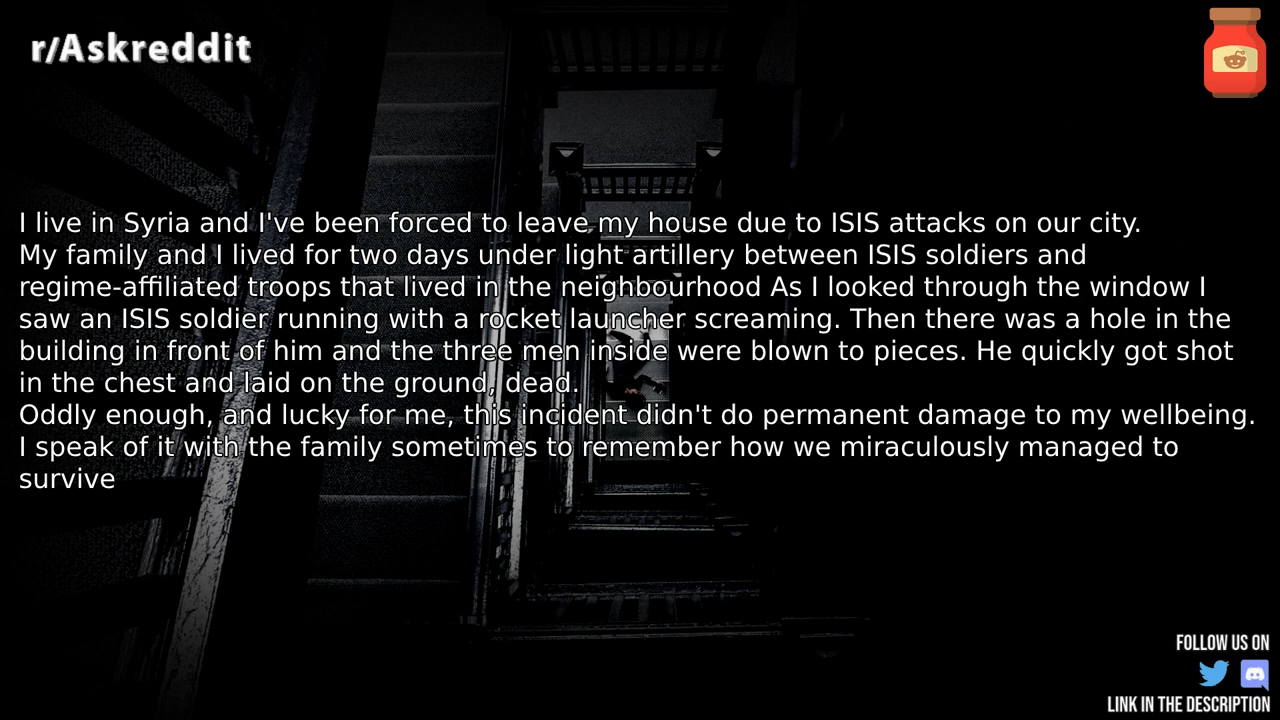 r/Askreddit
I live in Syria and I've been forced to leave my house due to ISIS attacks on our city.
My family and I lived for two days under light artillery between ISIS soldiers and
regime-affiliated troops that lived in the neighbourhood As I looked through the window I
saw an ISIS soldier running with a rocket launcher screaming. Then there was a hole in the
building in front of him and the three men inside were blown to pieces. He quickly got shot
in the chest and laid on the ground, dead.
Oddly enough, and lucky for me, this incident didn't do permanent damage to my wellbeing.
I speak of it with the family sometimes to remember how we miraculously managed to
survive
FOLLOW US ON
LINK IN THE DESCRIPTION